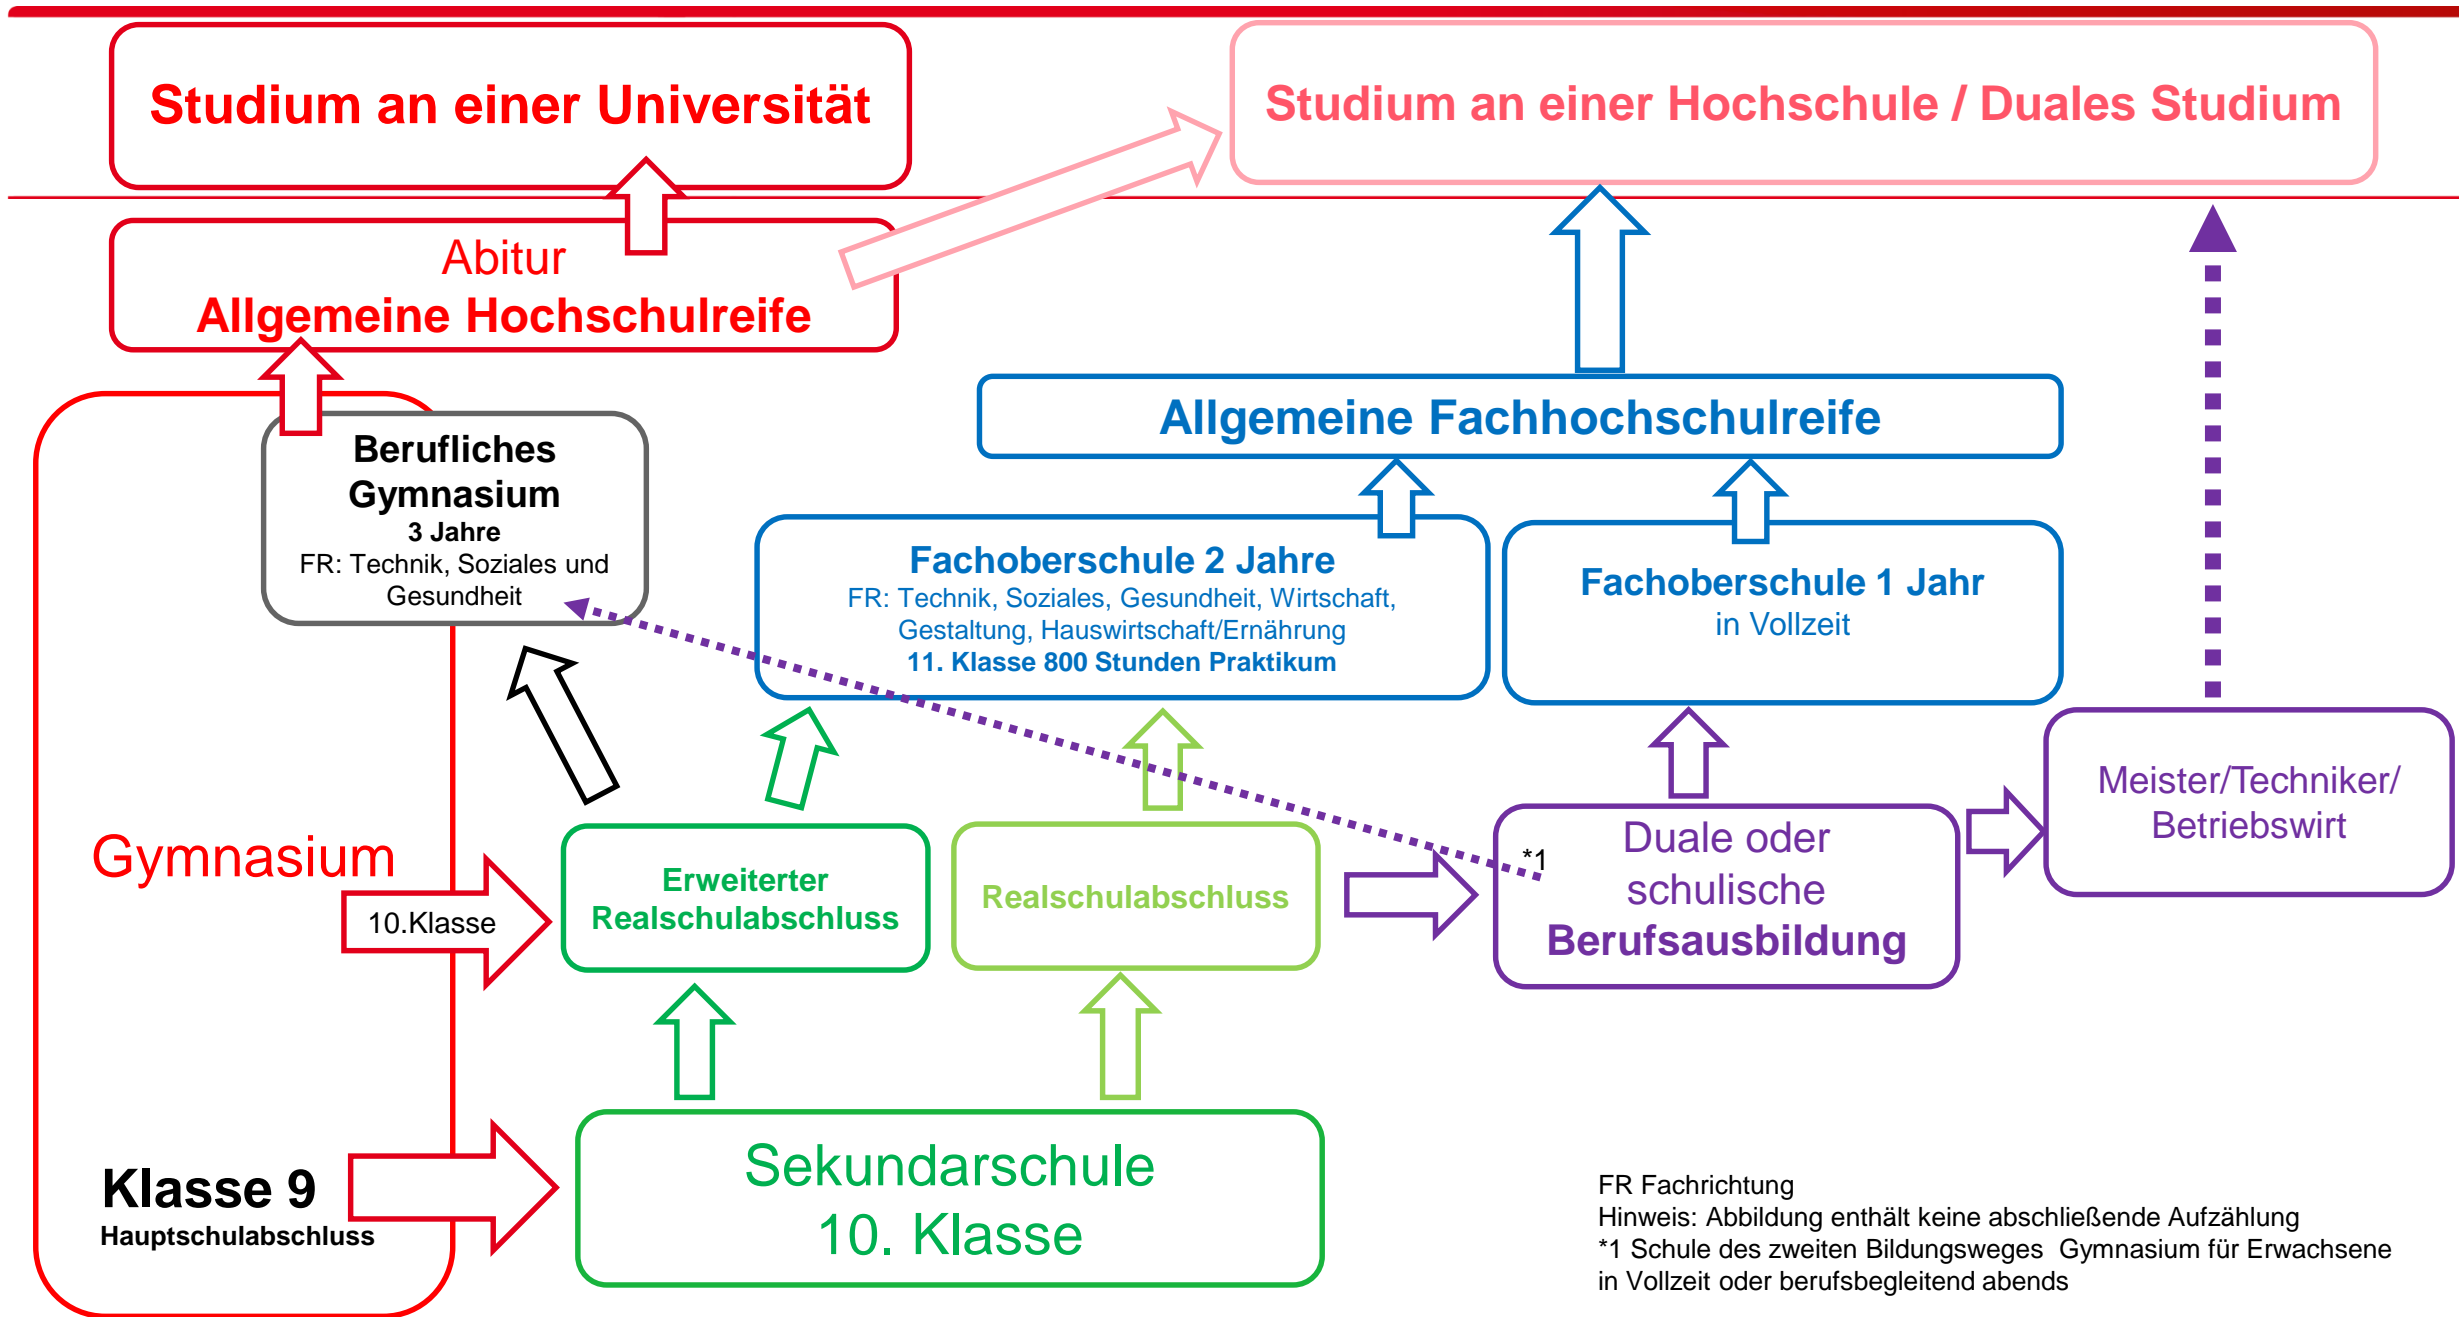 Studium an einer Universität
Studium an einer Hochschule / Duales Studium
Abitur
Allgemeine Hochschulreife
Allgemeine Fachhochschulreife
Berufliches
Gymnasium
3 Jahre
FR: Technik, Soziales und
Gesundheit
Fachoberschule 2 Jahre
FR: Technik, Soziales, Gesundheit, Wirtschaft,
Gestaltung, Hauswirtschaft/Ernährung
11. Klasse 800 Stunden Praktikum
Fachoberschule 1 Jahr
in Vollzeit
Meister/Techniker/
Betriebswirt
Gymnasium
10.Klasse
Erweiterter
Realschulabschluss
Realschulabschluss
*1
Duale oder
schulische
Berufsausbildung
Klasse 9
Hauptschulabschluss
Sekundarschule
10. Klasse
FR Fachrichtung
Hinweis: Abbildung enthält keine abschließende Aufzählung
*1 Schule des zweiten Bildungsweges  Gymnasium für Erwachsene
in Vollzeit oder berufsbegleitend abends